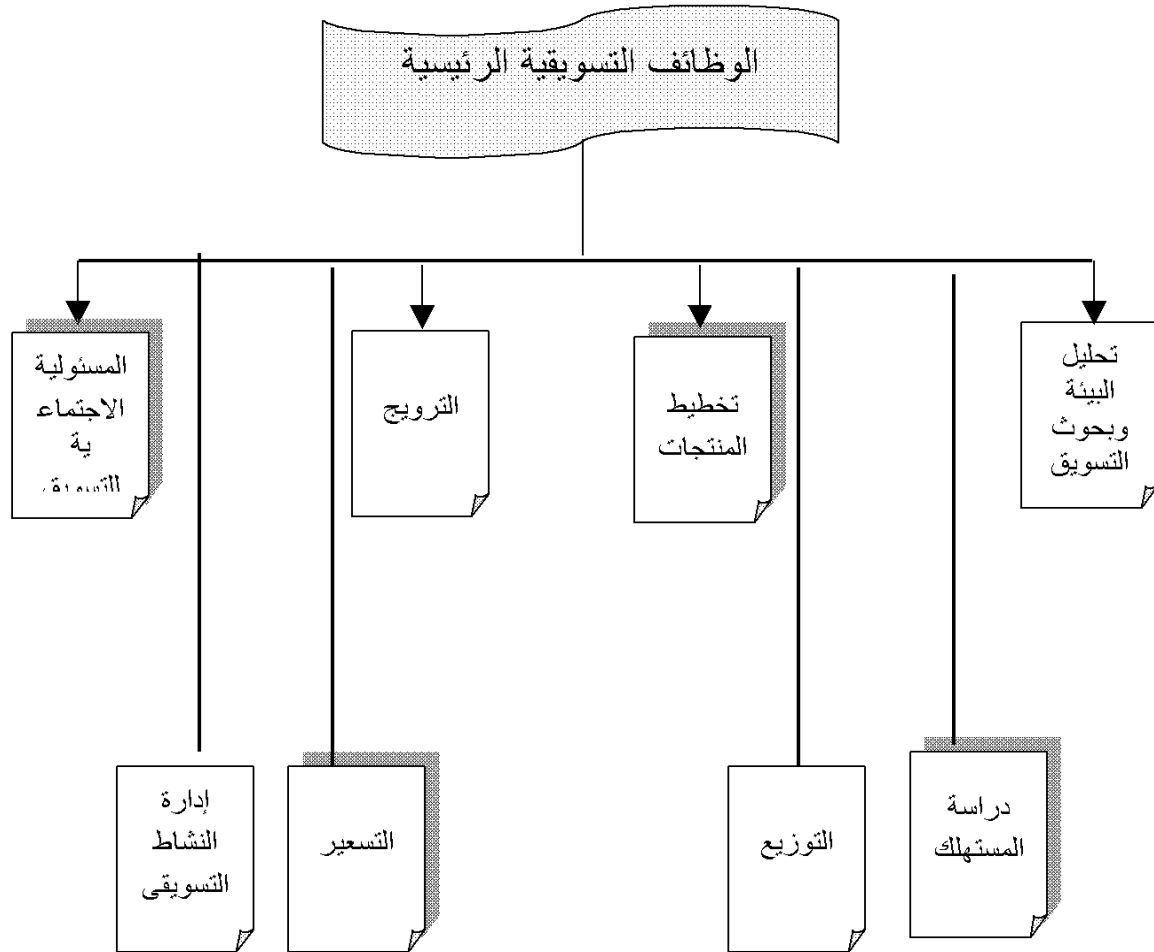 الوظائف التسويقية الرئيسية
تحليل
البيئة
وبحوث
التسويق
تخطيط
المنتجات
الترويج
المسئولية
الاجتماع
ية
للتسويق
دراسة
المستهلك
التوزيع
التسعير
إدارة
النشاط
التسويقى